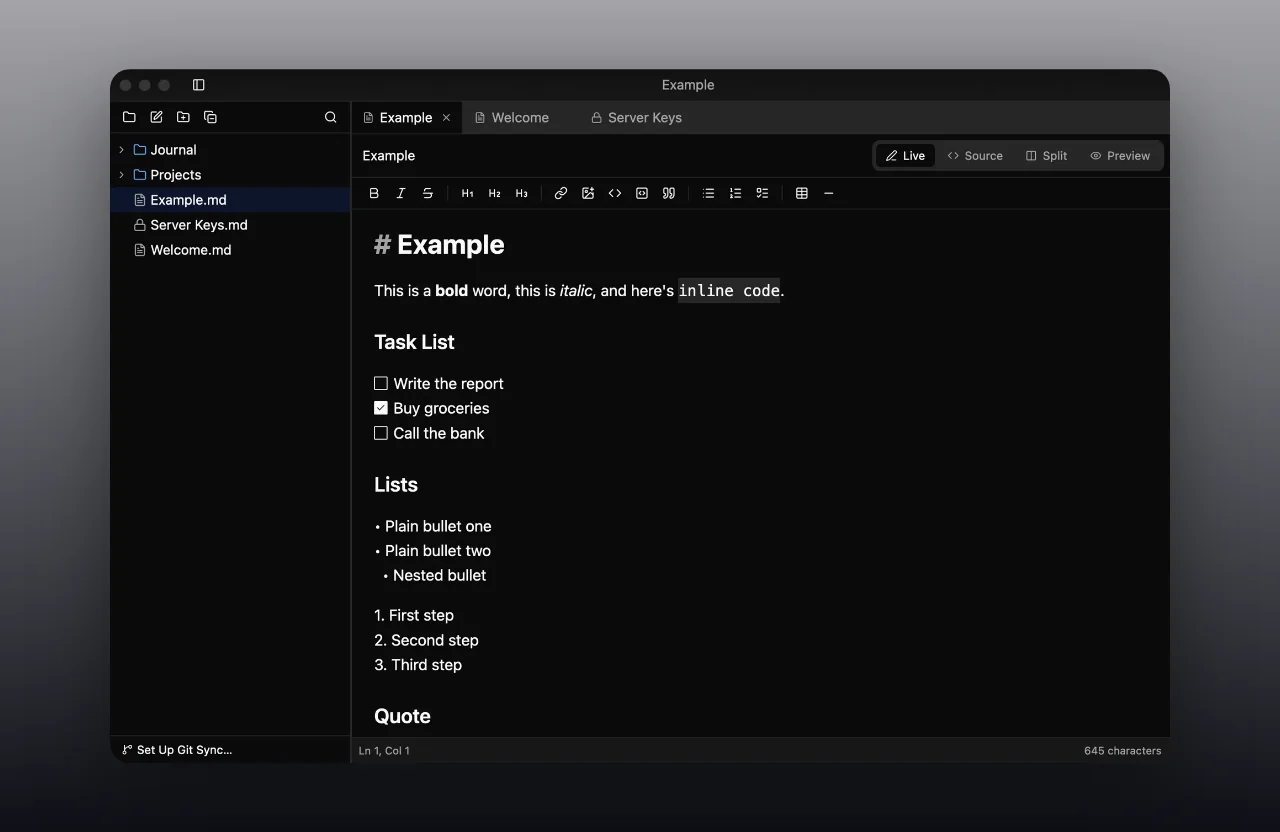 Example
Example
Welcome
Server Keys
Journal
Projects
Example.md
Server Keys.md
Welcome.md
Set Up Git Sync...
Example
Live
Source
Split
Preview
B I S H1 H2 H3
# Example
This is a bold word, this is italic, and here's inline code.
Task List
Write the report
Buy groceries
Call the bank
Lists
• Plain bullet one
• Plain bullet two
• Nested bullet
1. First step
2. Second step
3. Third step
Quote
Ln 1, Col 1
645 characters